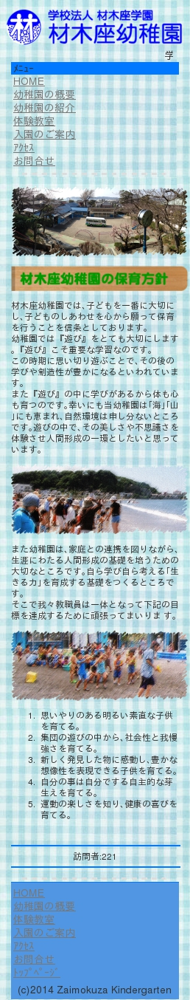 学校法人 材木座学園
材木座幼稚園
学
ﾒﾆｭｰ
HOME
幼稚園の概要
幼稚園の紹介
体験教室
入園のご案内
ｱｸｾｽ
お問合せ
材木座幼稚園の保育方針
材木座幼稚園では、子どもを一番に大切に
し、子どものしあわせを心から願って保育
を行うことを信条としております。
幼稚園では『遊び』をとても大切にします
。『遊び』こそ重要な学習なのです。
この時期に思い切り遊ぶことで、その後の
学びや創造性が豊かになるといわれていま
す。
また『遊び』の中に学びがあるから体も心
も育つのです。幸いにも当幼稚園は｢海｣｢山
｣にも恵まれ、自然環境は申し分ないところ
です。遊びの中で、その美しさや不思議さを
体験させ人間形成の一環としたいと思って
います。
また幼稚園は、家庭との連携を図りながら、
生涯にわたる人間形成の基礎を培うための
大切なところです。自ら学び自ら考える｢生
きる力｣を育成する基礎をつくるところで
す。
そこで我々教職員は一体となって下記の目
標を達成するために頑張ってまいります。
1. 思いやりのある明るい素直な子供
を育てる。
2. 集団の遊びの中から、社会性と我慢
強さを育てる。
3. 新しく発見した物に感動し、豊かな
想像性を表現できる子供を育てる。
4. 自分の事は自分でする自主的な芽
生えを育てる。
5. 運動の楽しさを知り、健康の喜びを
育てる。
訪問者:221
HOME
幼稚園の概要
体験教室
入園のご案内
ｱｸｾｽ
お問合せ
ﾄｯﾌﾟﾍﾟｰｼﾞ
(c)2014 Zaimokuza Kindergarten